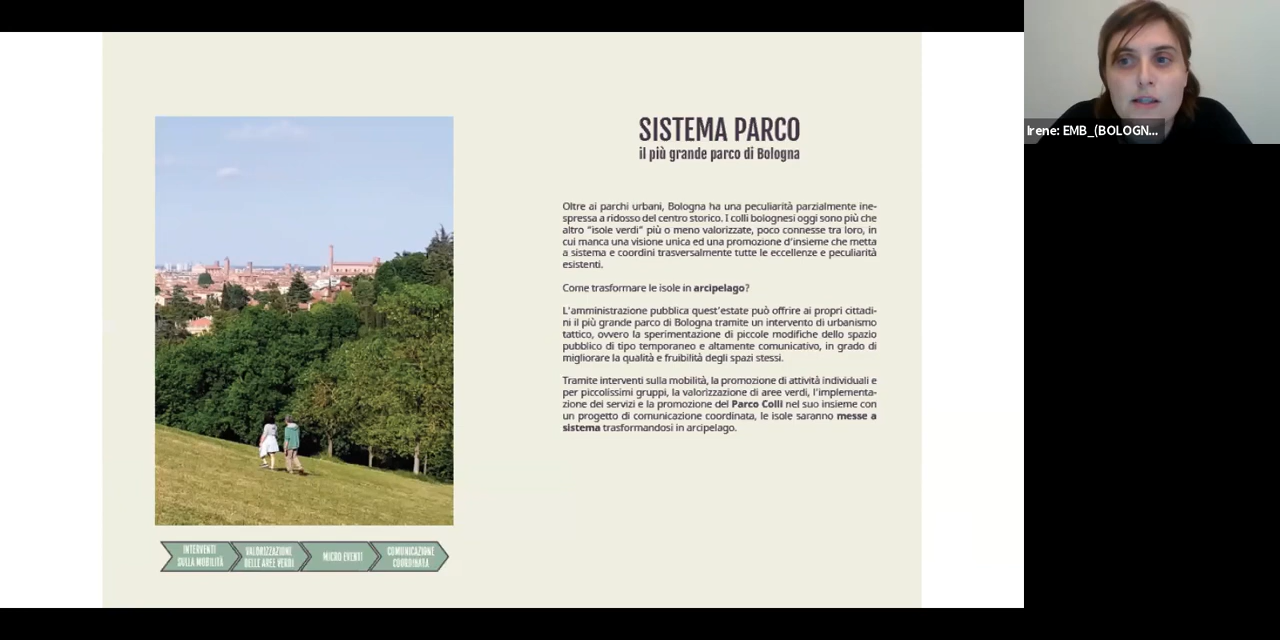 SISTEMA PARCO
il più grande parco di Bologna
Oltre ai parchi urbani, Bologna ha una peculiarità parzialmente ine-
spressa a ridosso del centro storico. I colli bolognesi oggi sono più che
altro "isole verdi" più o meno valorizzate, poco connesse tra loro, in
cui manca una visione unica ed una promozione d'insieme che metta
a sistema e coordini trasversalmente tutte le eccellenze e peculiarità
esistenti.
Come trasformare le isole in arcipelago?
L'amministrazione pubblica quest'estate può offrire ai propri cittadi-
ni il più grande parco di Bologna tramite un intervento di urbanismo
tattico, ovvero la sperimentazione di piccole modifiche dello spazio
pubblico di tipo temporaneo e altamente comunicativo, in grado di
migliorare la qualità e fruibilità degli spazi stessi.
Tramite interventi sulla mobilità, la promozione di attività individuali e
per piccolissimi gruppi, la valorizzazione di aree verdi, l'implementa-
zione dei servizi e la promozione del Parco Colli nel suo insieme con
un progetto di comunicazione coordinata, le isole saranno messe a
sistema trasformandosi in arcipelago.
INTERVENTI
SULLA MOBILITÀ
VALORIZZAZIONE
DELLE AREE VERDI
MICRO EVENTI
COMUNICAZIONE
COORDINATA
Irene: EMB_(BOLOGN...